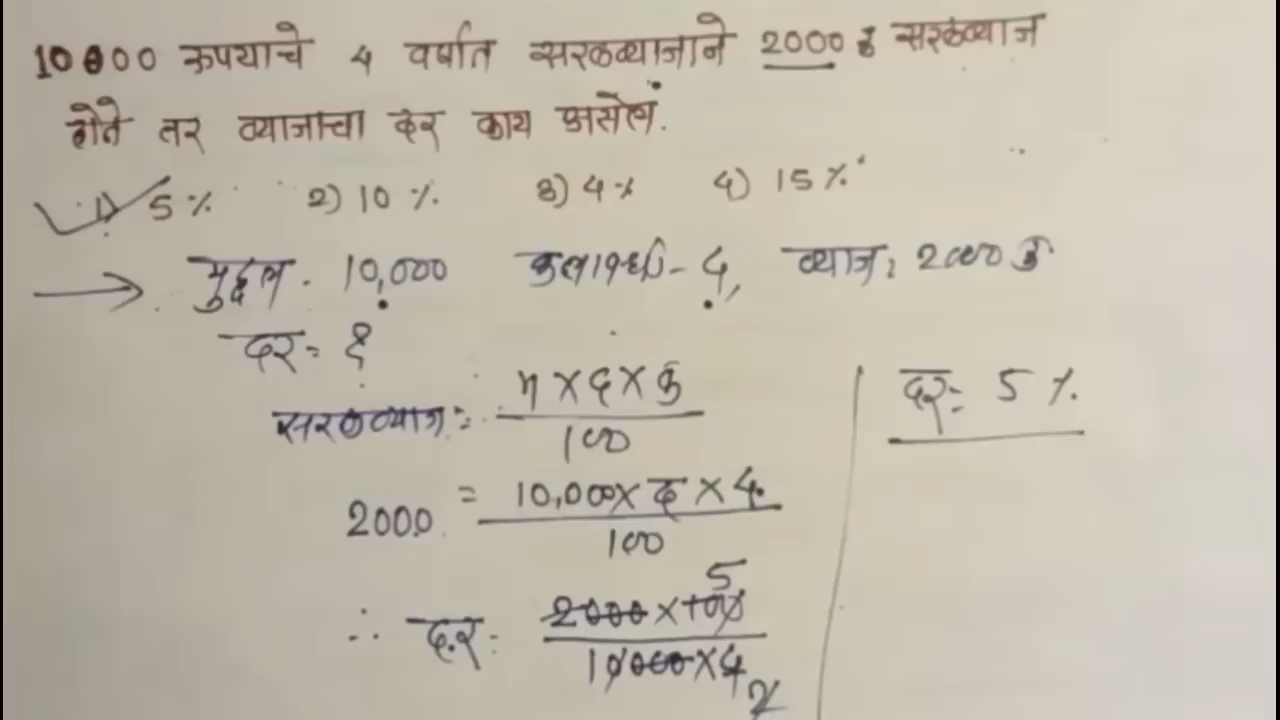 10000 रुपयाचे 4 वर्षात सरळव्याजाने 2000 रु सरळव्याज
होते तर व्याजाचा दर काय असेल.
1) 5 % 2) 10 % 3) 4 % 4) 15 %
मुद्दल - 10,000 कालावधी - 4, व्याज : 2000 रु
दर = ?
सरळव्याज = म × द × क
100
2000 = 10,000 × द × 4
100
∴ द.र = 2000 × 100 5
10000 × 4 2
दर = 5 %